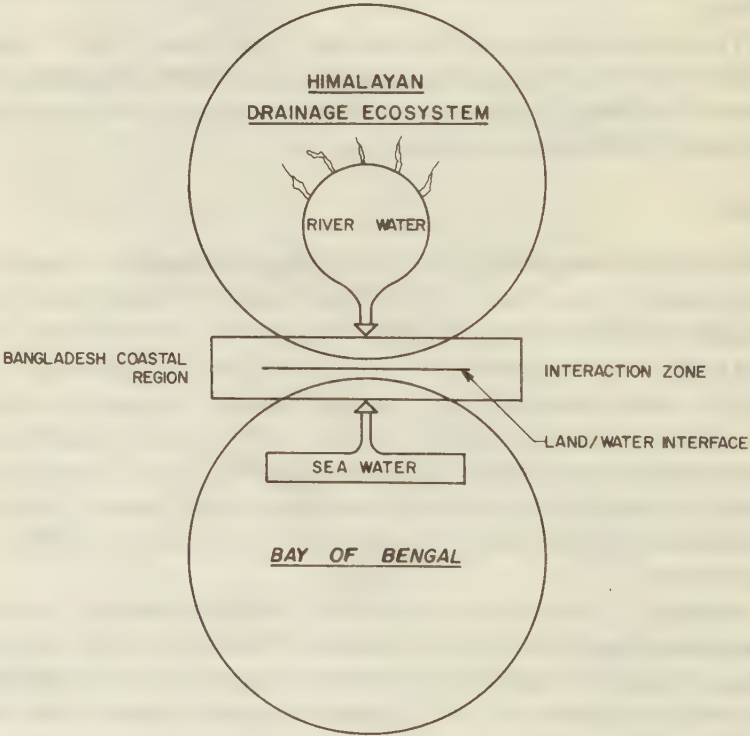 HIMALAYAN
DRAINAGE ECOSYSTEM
RIVER WATER
BANGLADESH COASTAL
REGION
INTERACTION ZONE
LAND/WATER INTERFACE
SEA WATER
BAY OF BENGAL